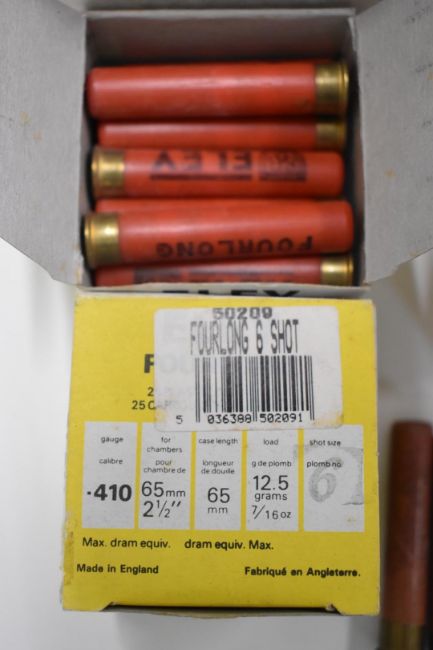 ELEY
FOURLONG
ELEY
50209
FOURLONG 6 SHOT
5 036388 502091
25
gauge for case length load shot size
chambers
calibre pour longueur g de plomb plomb no
chambre de de douille
.410 65mm 65 12.5 6
2½" mm grams
7/16 oz
Max. dram equiv. dram equiv. Max.
Made in England Fabriqué en Angleterre.